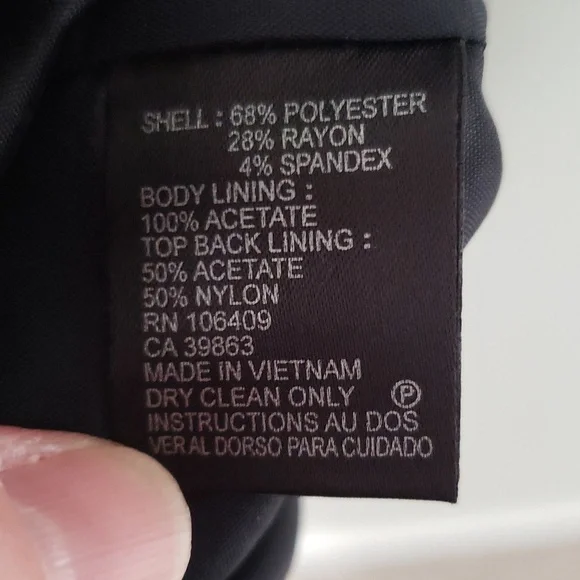 SHELL : 68% POLYESTER
28% RAYON
4% SPANDEX
BODY LINING :
100% ACETATE
TOP BACK LINING :
50% ACETATE
50% NYLON
RN 106409
CA 39863
MADE IN VIETNAM
DRY CLEAN ONLY Ⓟ
INSTRUCTIONS AU DOS
VER AL DORSO PARA CUIDADO